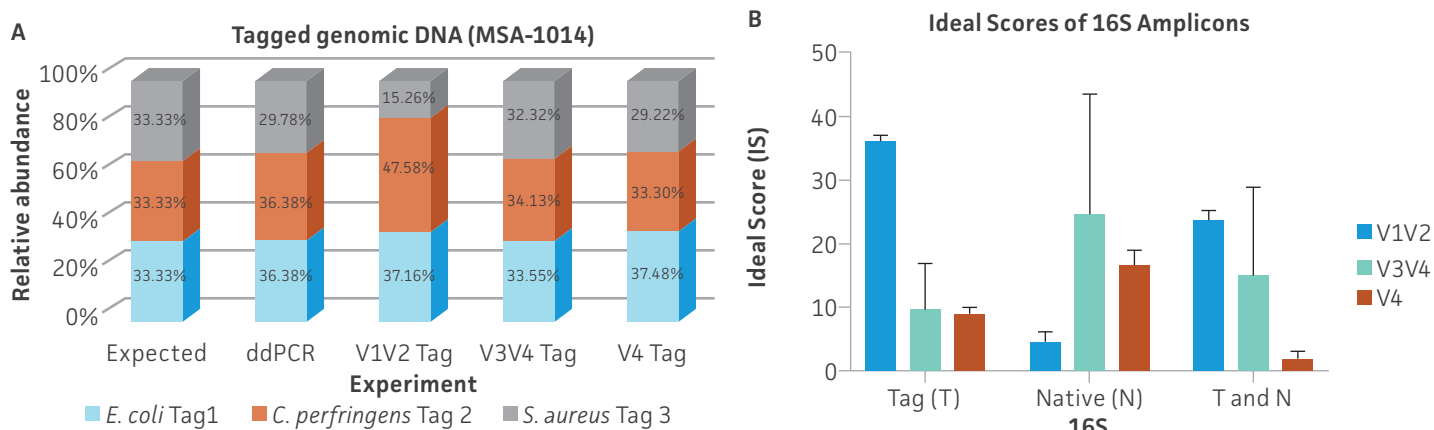 A
Tagged genomic DNA (MSA-1014)
Relative abundance
100%
80%
60%
40%
20%
0%
33.33%
33.33%
33.33%
29.78%
36.38%
36.38%
15.26%
47.58%
37.16%
32.32%
34.13%
33.55%
29.22%
33.30%
37.48%
Expected ddPCR V1V2 Tag V3V4 Tag V4 Tag
Experiment
E. coli Tag1 C. perfringens Tag 2 S. aureus Tag 3
B
Ideal Scores of 16S Amplicons
Ideal Score (IS)
50
40
30
20
10
0
Tag (T) Native (N) T and N
16S
V1V2
V3V4
V4